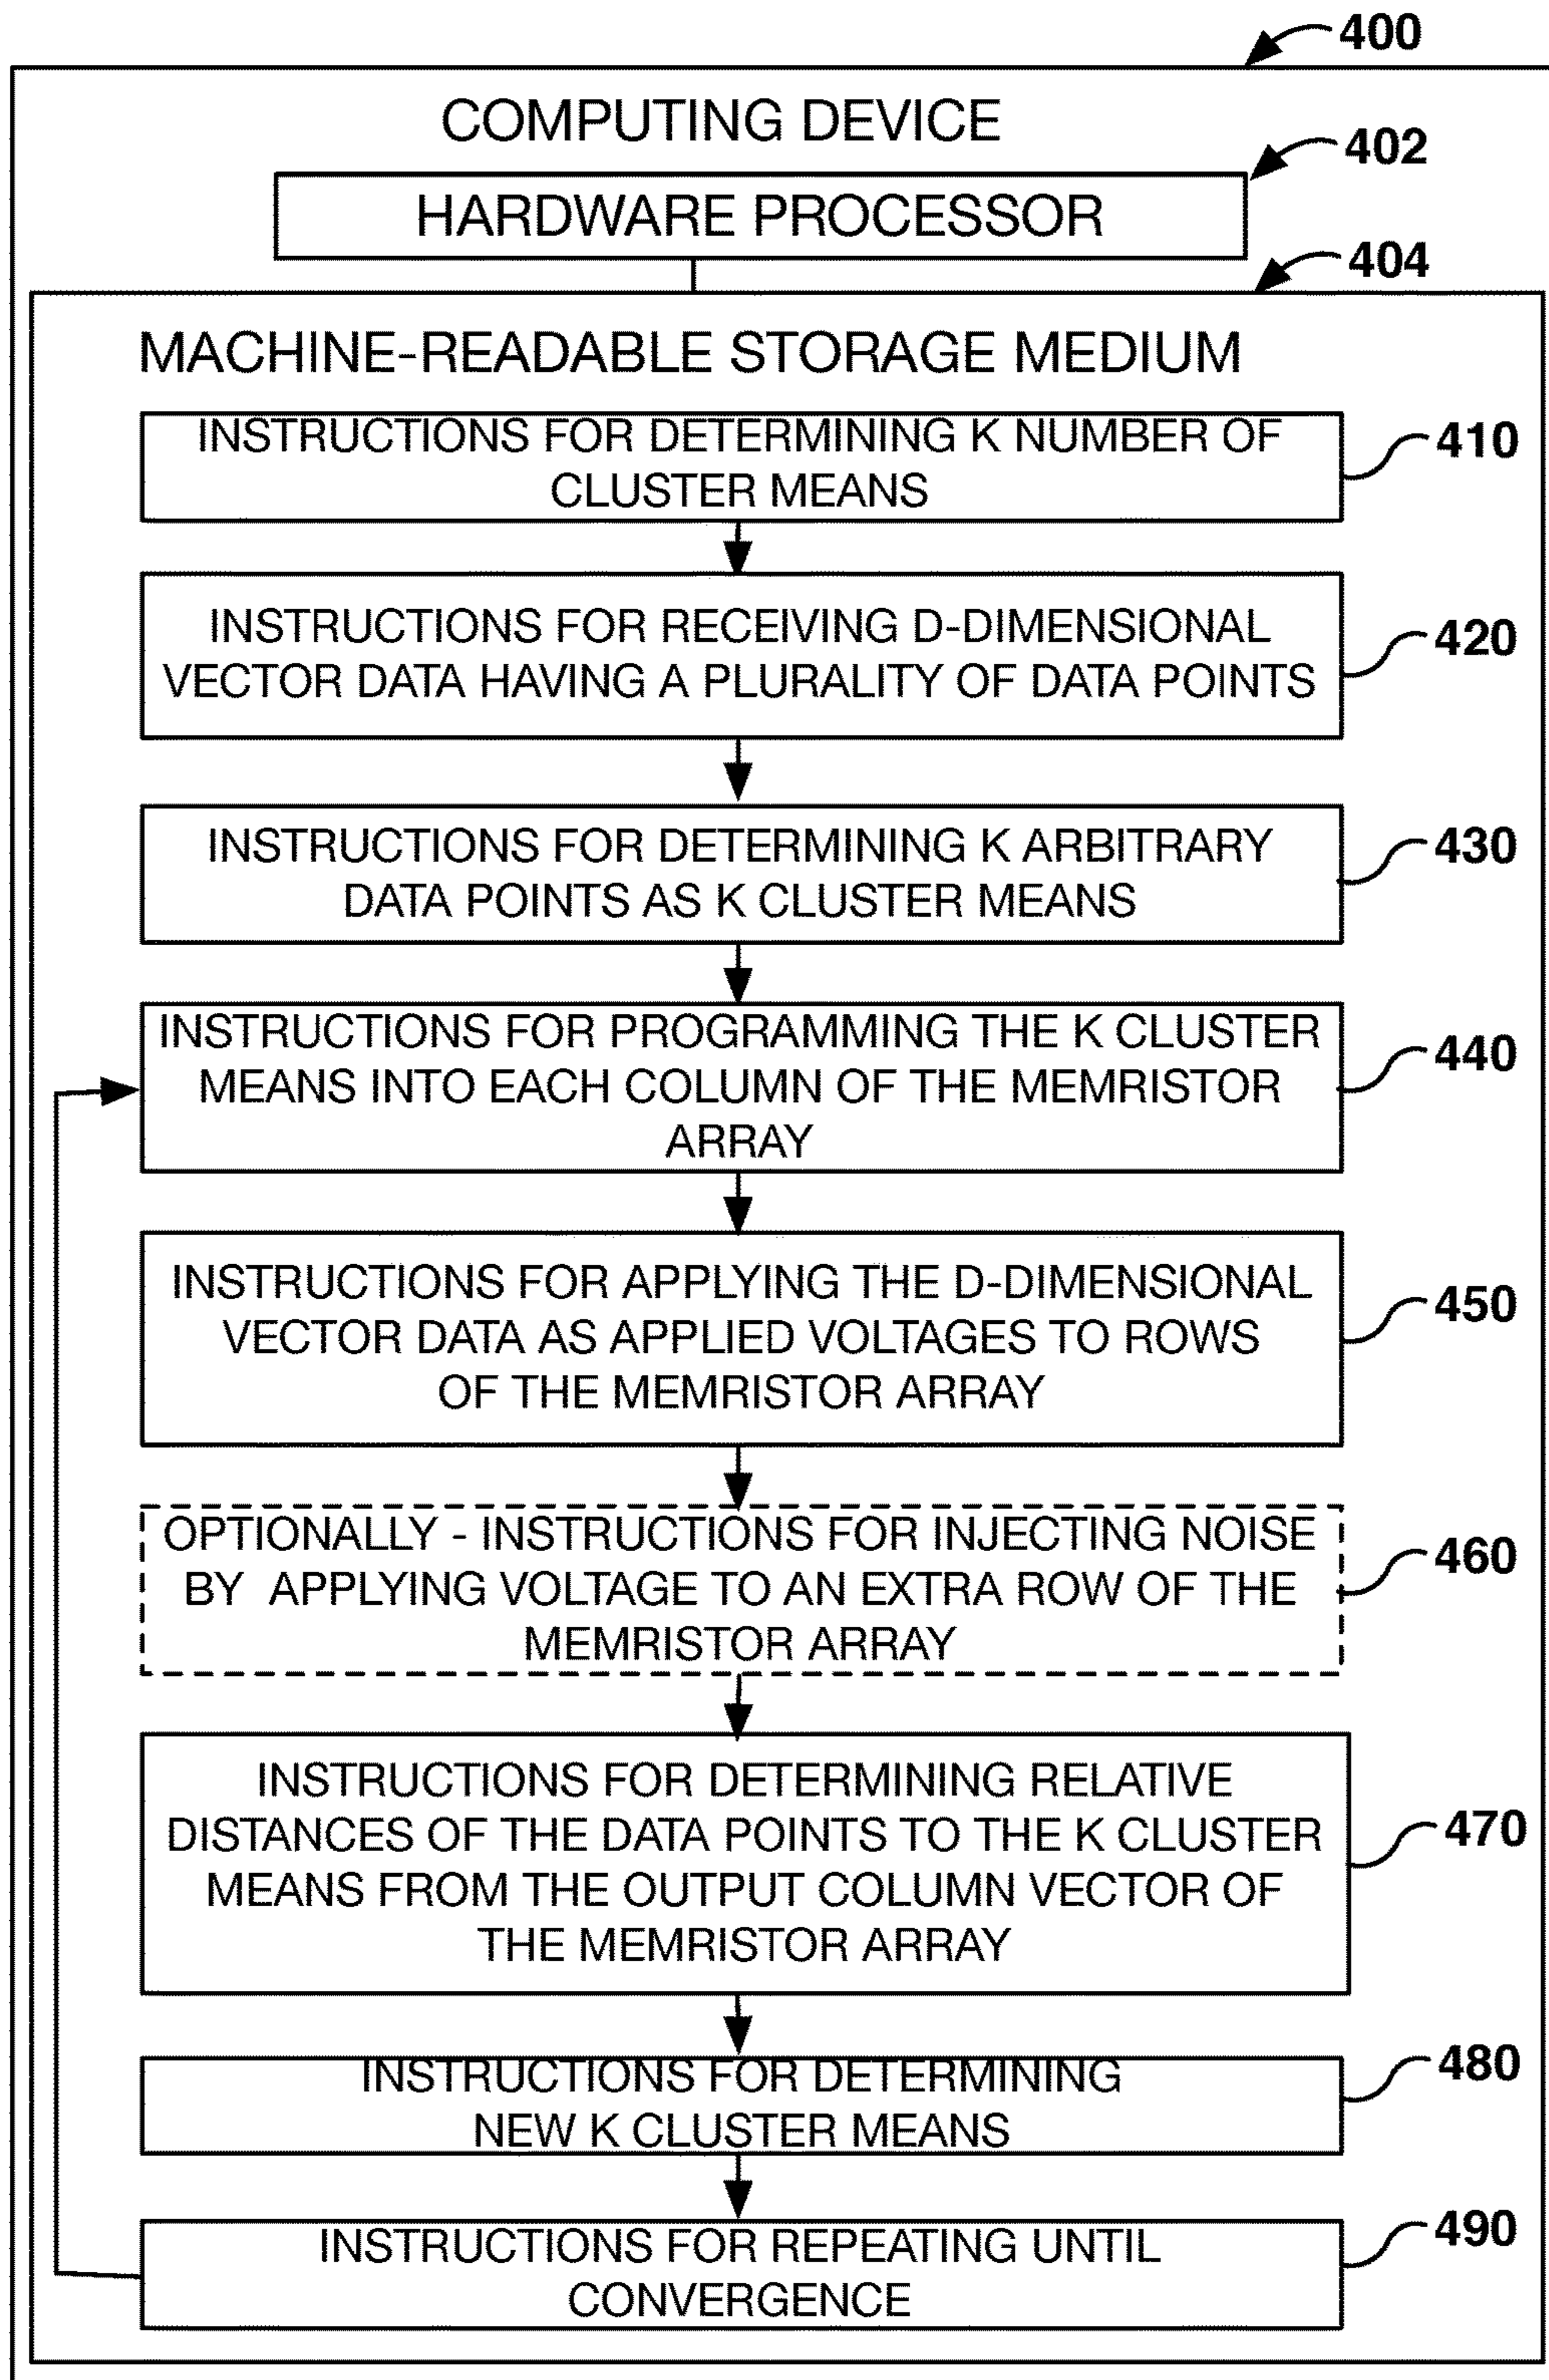 400
COMPUTING DEVICE
402
HARDWARE PROCESSOR
404
MACHINE-READABLE STORAGE MEDIUM
INSTRUCTIONS FOR DETERMINING K NUMBER OF
CLUSTER MEANS
410
INSTRUCTIONS FOR RECEIVING D-DIMENSIONAL
VECTOR DATA HAVING A PLURALITY OF DATA POINTS
420
INSTRUCTIONS FOR DETERMINING K ARBITRARY
DATA POINTS AS K CLUSTER MEANS
430
INSTRUCTIONS FOR PROGRAMMING THE K CLUSTER
MEANS INTO EACH COLUMN OF THE MEMRISTOR
ARRAY
440
INSTRUCTIONS FOR APPLYING THE D-DIMENSIONAL
VECTOR DATA AS APPLIED VOLTAGES TO ROWS
OF THE MEMRISTOR ARRAY
450
OPTIONALLY - INSTRUCTIONS FOR INJECTING NOISE
BY APPLYING VOLTAGE TO AN EXTRA ROW OF THE
MEMRISTOR ARRAY
460
INSTRUCTIONS FOR DETERMINING RELATIVE
DISTANCES OF THE DATA POINTS TO THE K CLUSTER
MEANS FROM THE OUTPUT COLUMN VECTOR OF
THE MEMRISTOR ARRAY
470
INSTRUCTIONS FOR DETERMINING
NEW K CLUSTER MEANS
480
INSTRUCTIONS FOR REPEATING UNTIL
CONVERGENCE
490